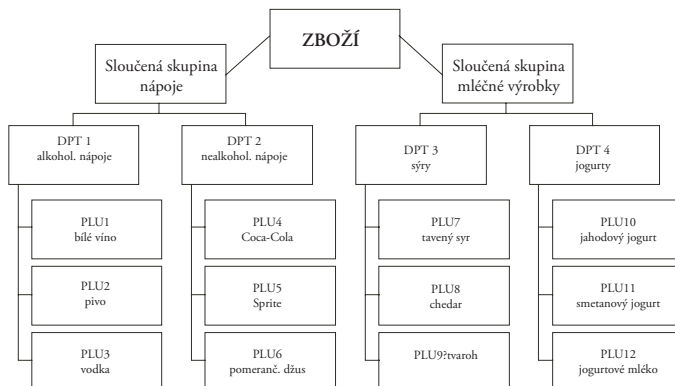 ZBOŽÍ
Sloučená skupina
nápoje
Sloučená skupina
mléčné výrobky
DPT 1
alkohol. nápoje
DPT 2
nealkohol. nápoje
DPT 3
sýry
DPT 4
jogurty
PLU1
bílé víno
PLU4
Coca-Cola
PLU7
tavený syr
PLU10
jahodový jogurt
PLU2
pivo
PLU5
Sprite
PLU8
chedar
PLU11
smetanový jogurt
PLU3
vodka
PLU6
pomeranč. džus
PLU9?tvaroh
PLU12
jogurtové mléko